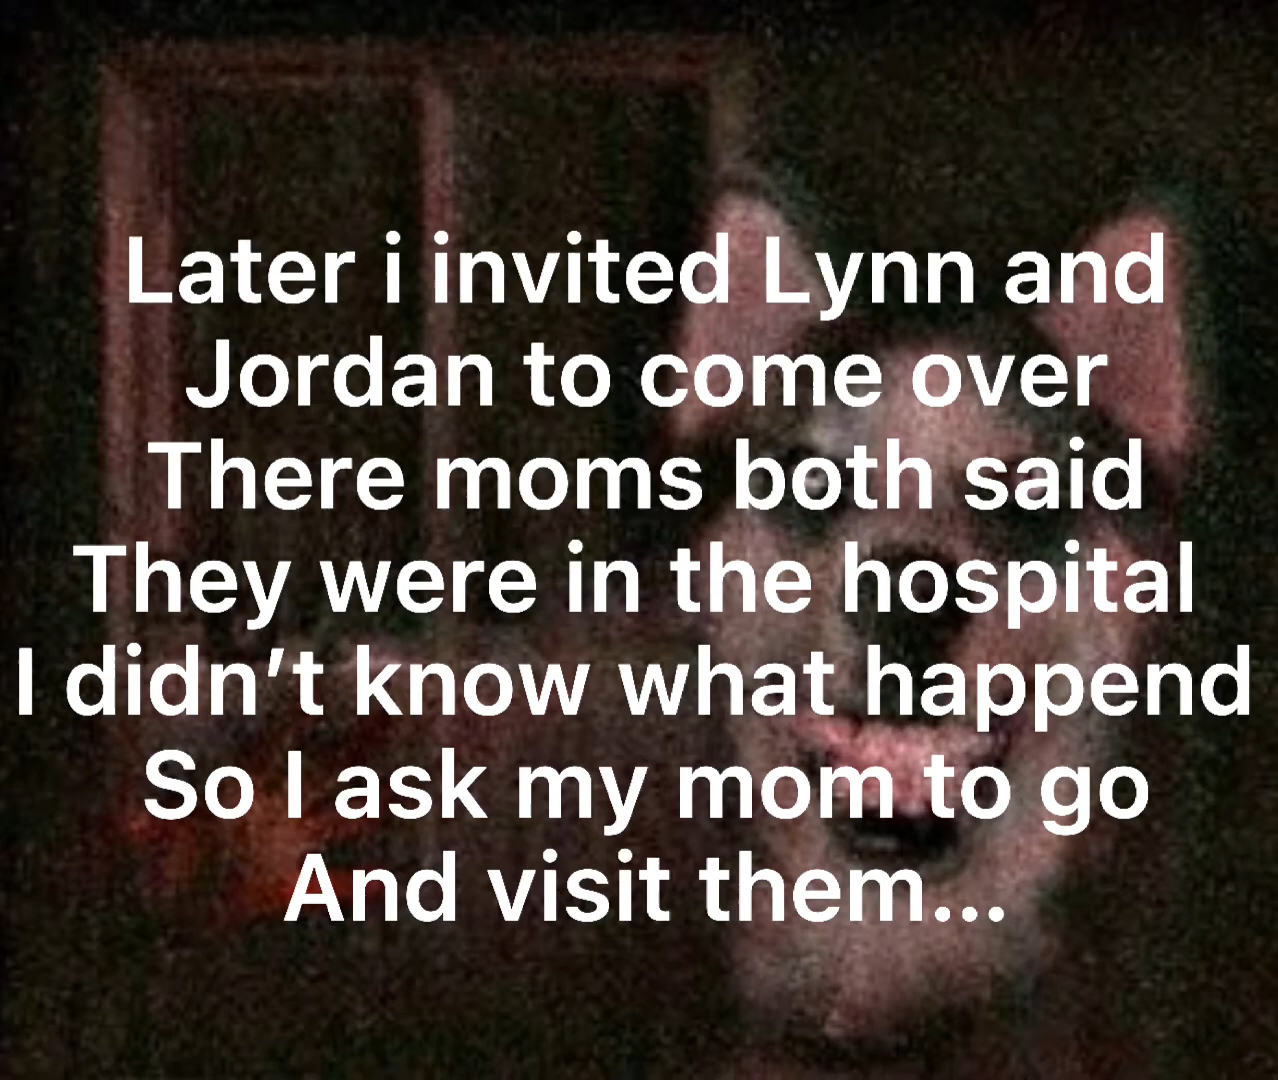 Later i invited Lynn and
Jordan to come over
There moms both said
They were in the hospital
I didn’t know what happend
So I ask my mom to go
And visit them...